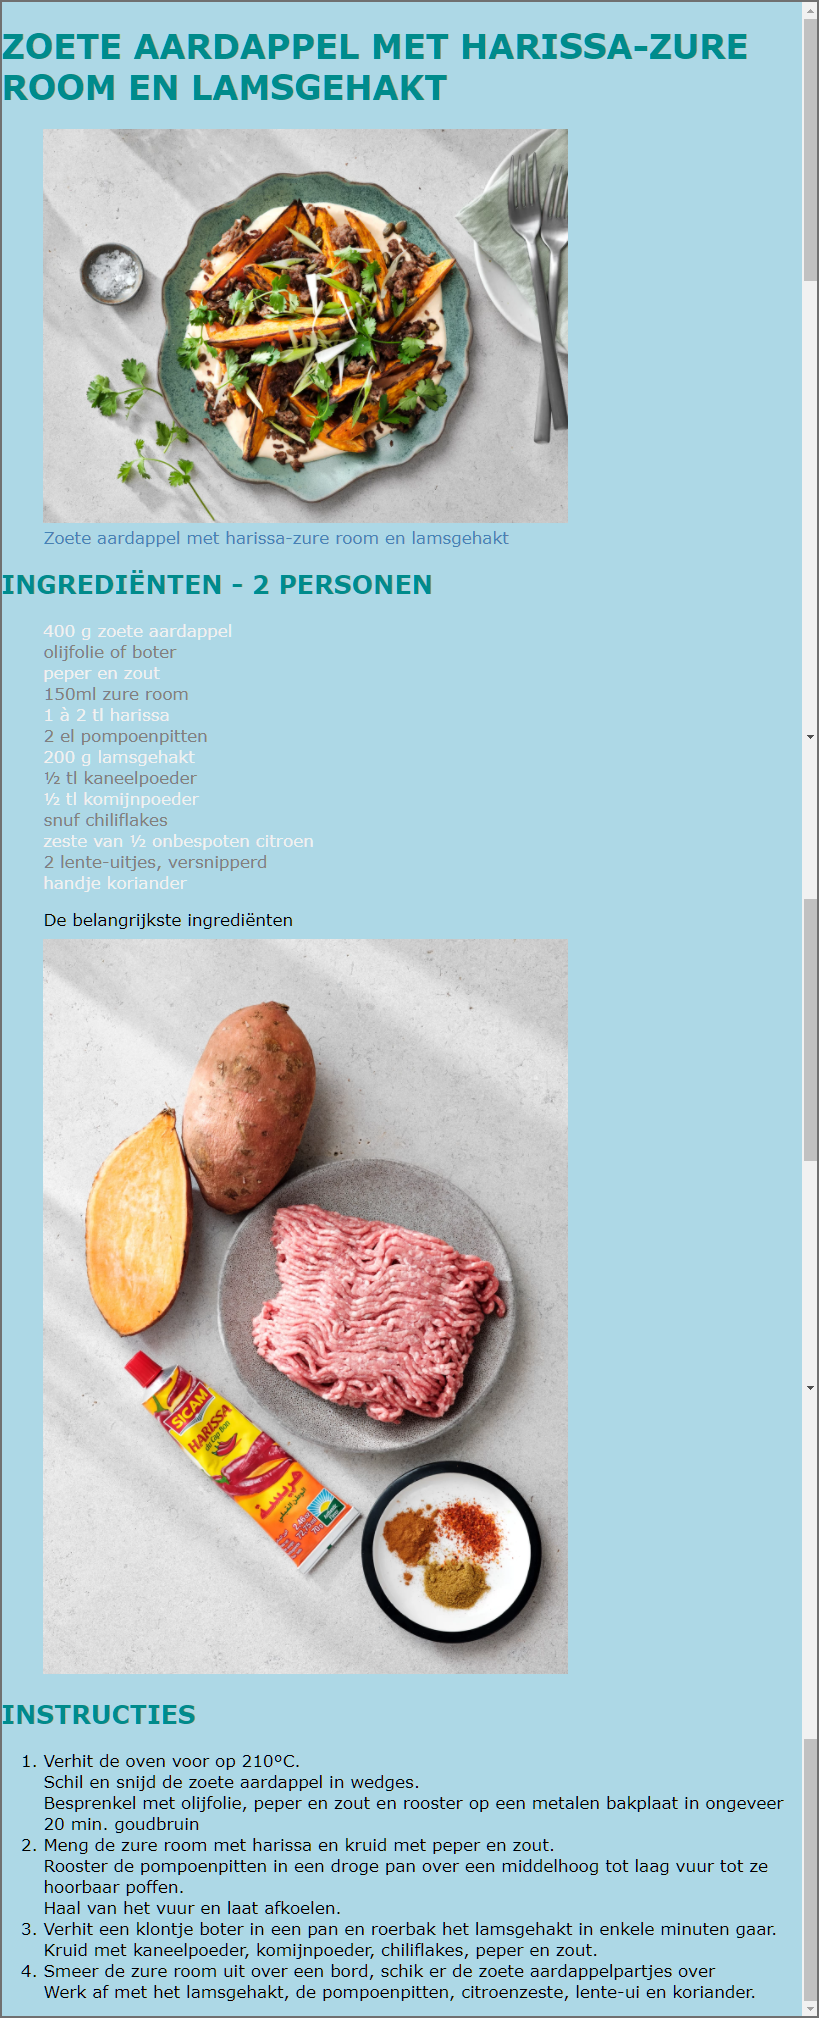 ZOETE AARDAPPEL MET HARISSA-ZURE
ROOM EN LAMSGEHAKT
Zoete aardappel met harissa-zure room en lamsgehakt
INGREDIËNTEN - 2 PERSONEN
400 g zoete aardappel
olijfolie of boter
peper en zout
150ml zure room
1 à 2 tl harissa
2 el pompoenpitten
200 g lamsgehakt
½ tl kaneelpoeder
½ tl komijnpoeder
snuf chiliflakes
zeste van ½ onbespoten citroen
2 lente-uitjes, versnipperd
handje koriander
De belangrijkste ingrediënten
SICAM
HARISSA
du Cap Bon
هريسة
الوطن القبلي
INSTRUCTIES
1. Verhit de oven voor op 210°C.
Schil en snijd de zoete aardappel in wedges.
Besprenkel met olijfolie, peper en zout en rooster op een metalen bakplaat in ongeveer
20 min. goudbruin
2. Meng de zure room met harissa en kruid met peper en zout.
Rooster de pompoenpitten in een droge pan over een middelhoog tot laag vuur tot ze
hoorbaar poffen.
Haal van het vuur en laat afkoelen.
3. Verhit een klontje boter in een pan en roerbak het lamsgehakt in enkele minuten gaar.
Kruid met kaneelpoeder, komijnpoeder, chiliflakes, peper en zout.
4. Smeer de zure room uit over een bord, schik er de zoete aardappelpartjes over
Werk af met het lamsgehakt, de pompoenpitten, citroenzeste, lente-ui en koriander.